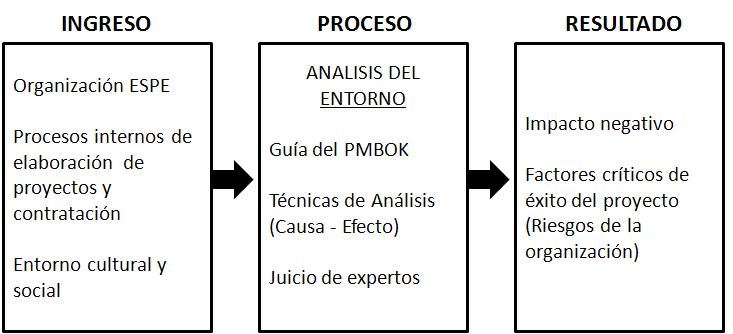 INGRESO
Organización ESPE
Procesos internos de
elaboración de
proyectos y
contratación
Entorno cultural y
social
PROCESO
ANALISIS DEL
ENTORNO
Guía del PMBOK
Técnicas de Análisis
(Causa - Efecto)
Juicio de expertos
RESULTADO
Impacto negativo
Factores críticos de
éxito del proyecto
(Riesgos de la
organización)